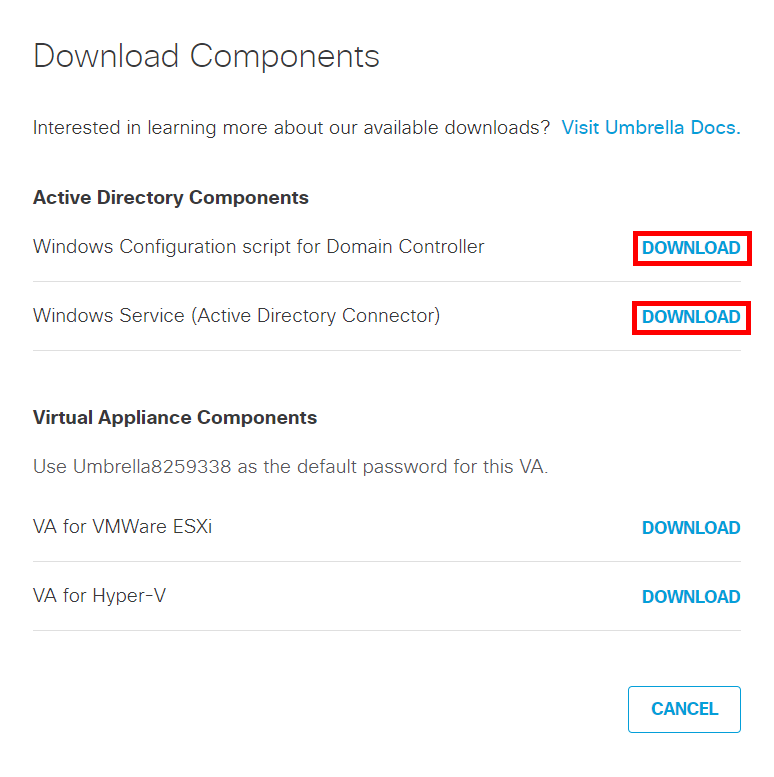 Download Components
Interested in learning more about our available downloads? Visit Umbrella Docs.
Active Directory Components
Windows Configuration script for Domain Controller DOWNLOAD
Windows Service (Active Directory Connector) DOWNLOAD
Virtual Appliance Components
Use Umbrella8259338 as the default password for this VA.
VA for VMWare ESXi DOWNLOAD
VA for Hyper-V DOWNLOAD
CANCEL